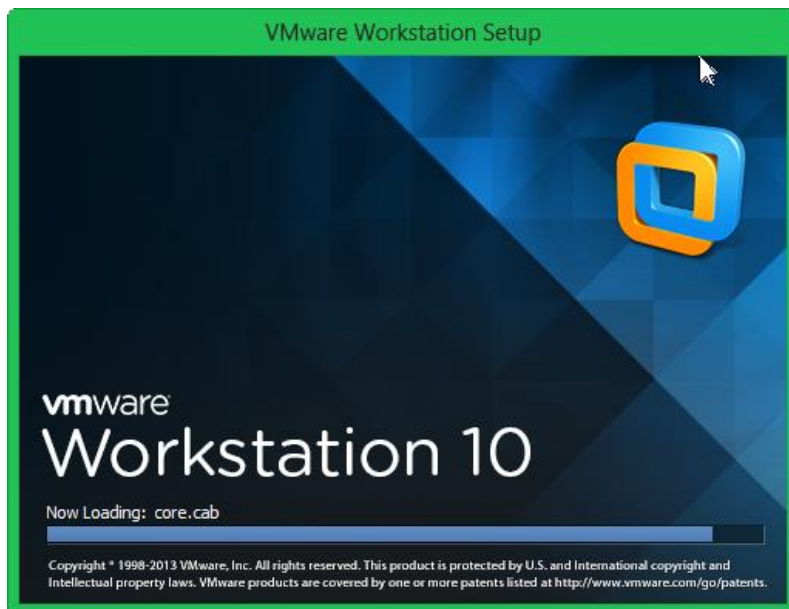 VMware Workstation Setup
vmware
Workstation 10
Now Loading: core.cab
Copyright © 1998-2013 VMware, Inc. All rights reserved. This product is protected by U.S. and International copyright and
Intellectual property laws. VMware products are covered by one or more patents listed at http://www.vmware.com/go/patents.